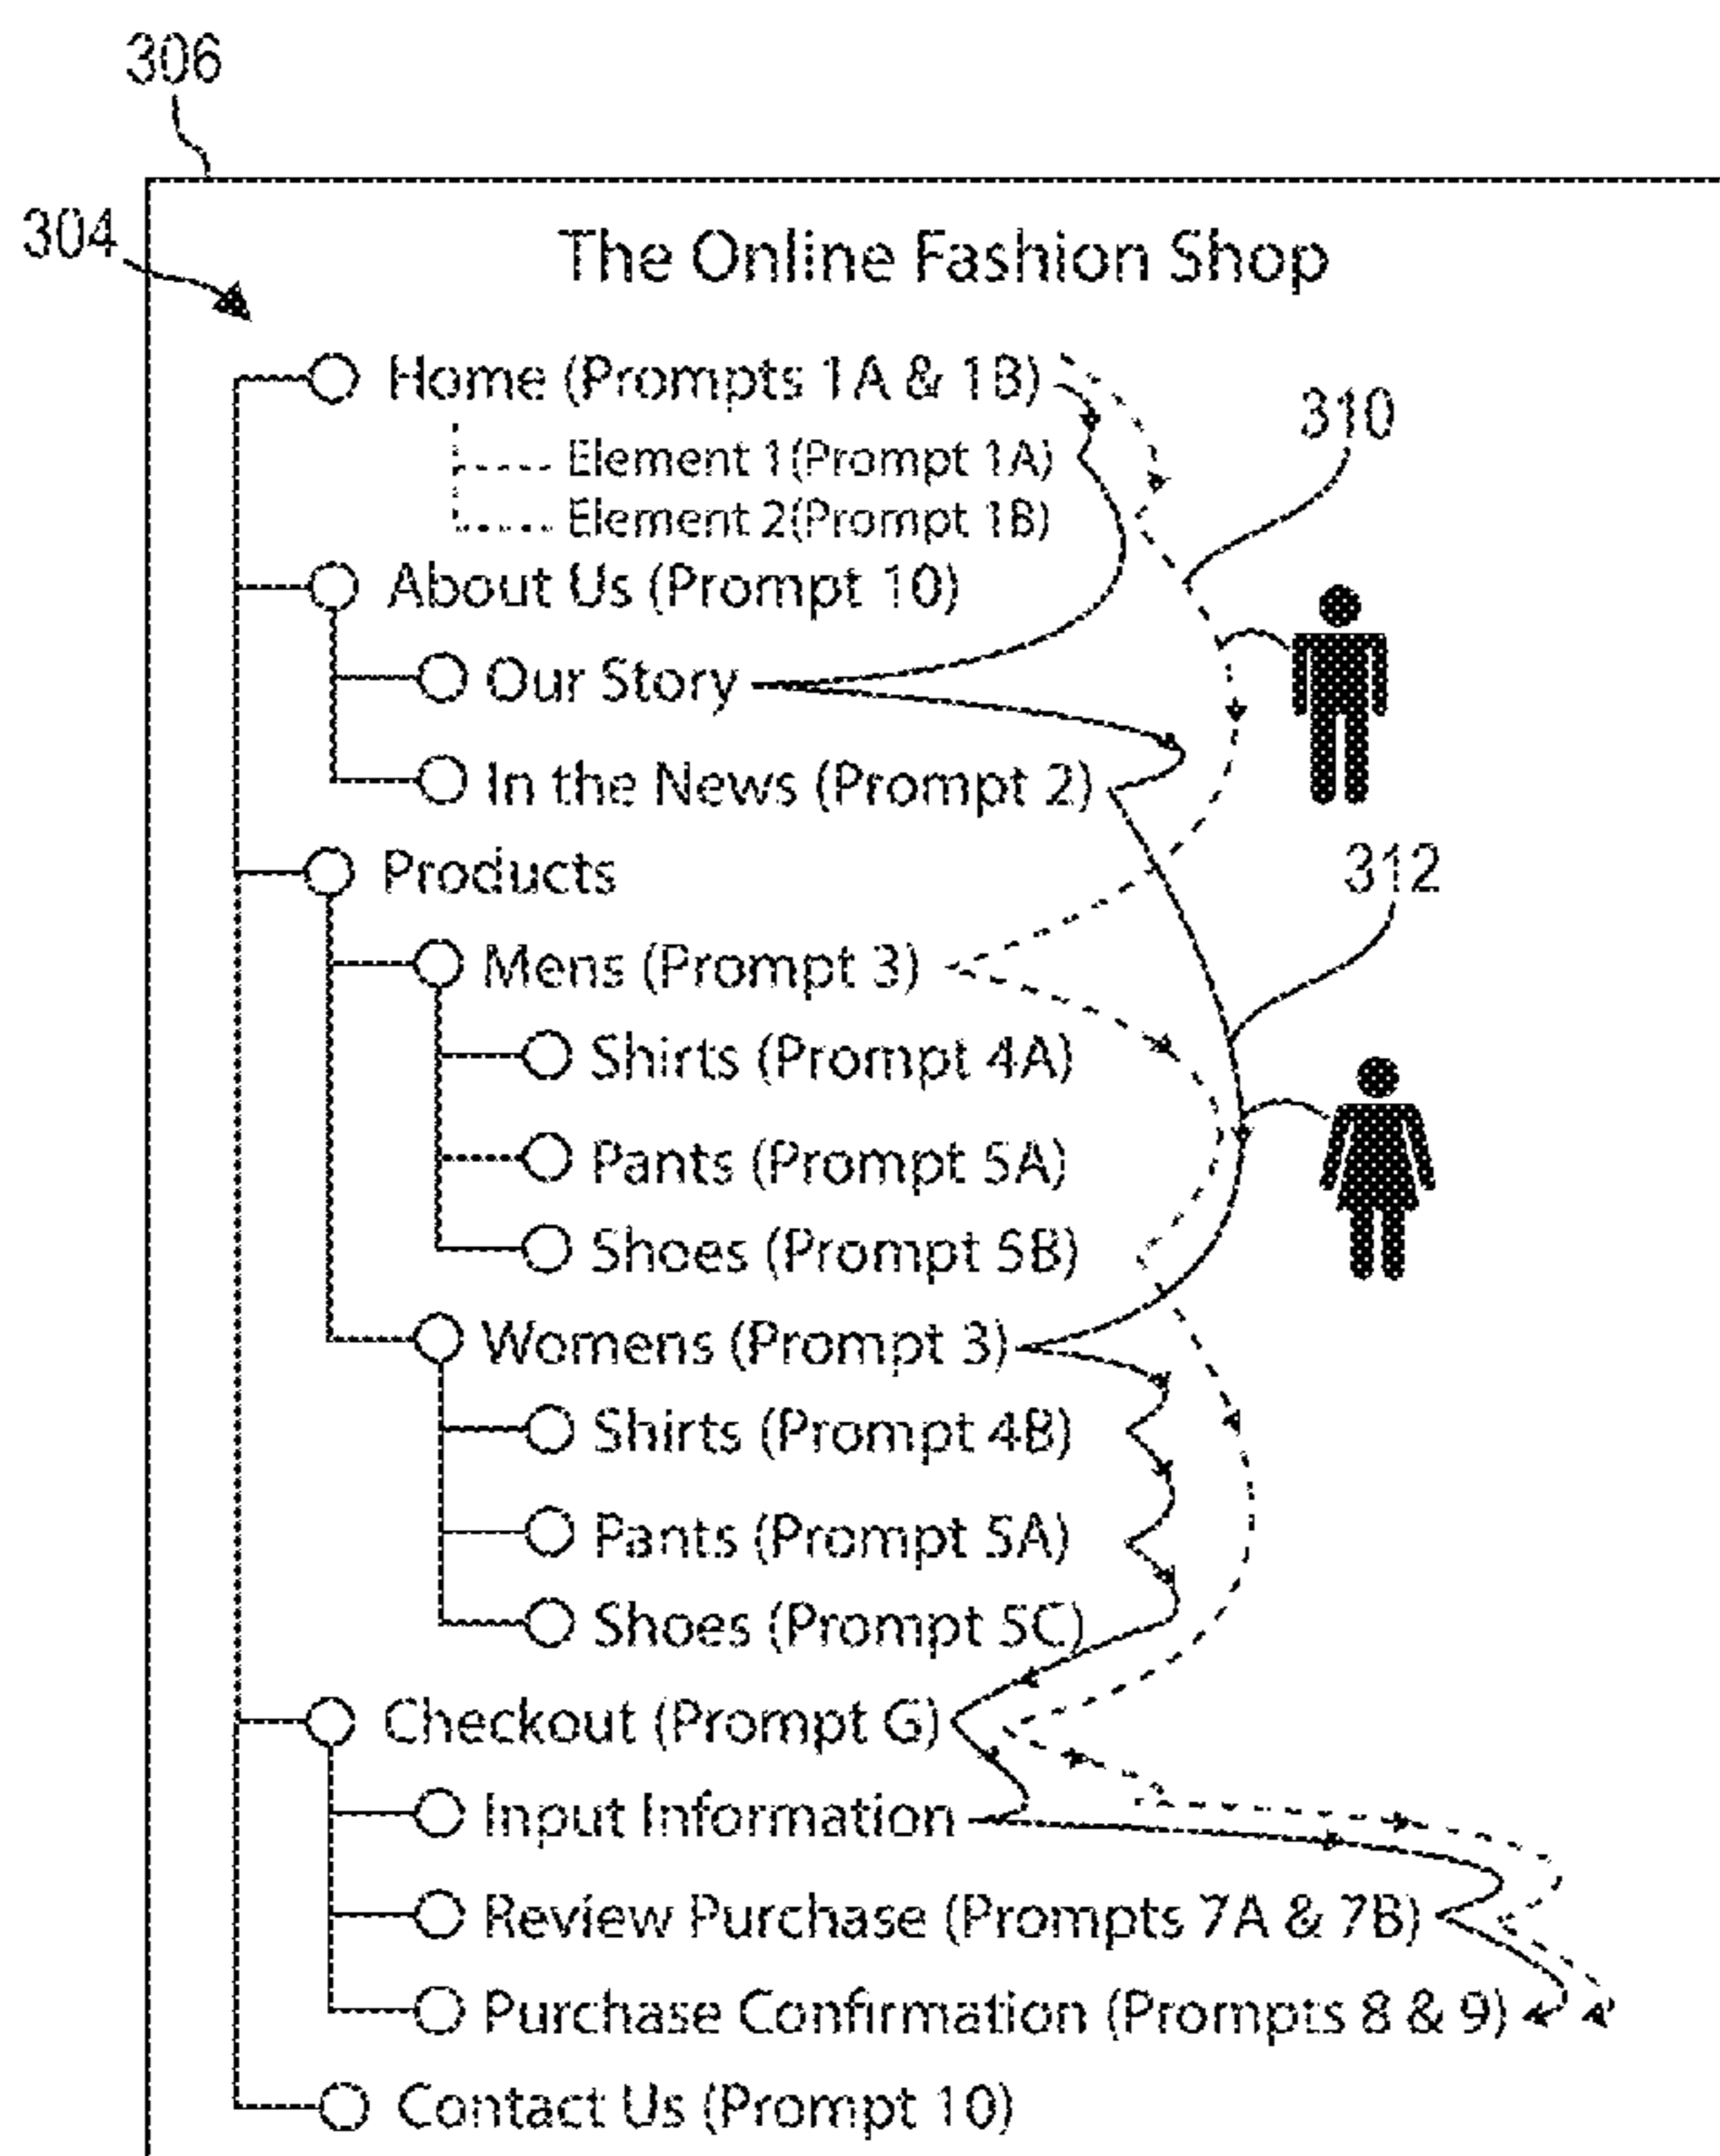 306
304
The Online Fashion Shop
Home (Prompts 1A & 1B)
310
Element 1(Prompt 1A)
Element 2(Prompt 1B)
About Us (Prompt 10)
Our Story
In the News (Prompt 2)
Products
312
Mens (Prompt 3)
Shirts (Prompt 4A)
Pants (Prompt 5A)
Shoes (Prompt 5B)
Womens (Prompt 3)
Shirts (Prompt 4B)
Pants (Prompt 5A)
Shoes (Prompt 5C)
Checkout (Prompt G)
Input Information
Review Purchase (Prompts 7A & 7B)
Purchase Confirmation (Prompts 8 & 9)
Contact Us (Prompt 10)